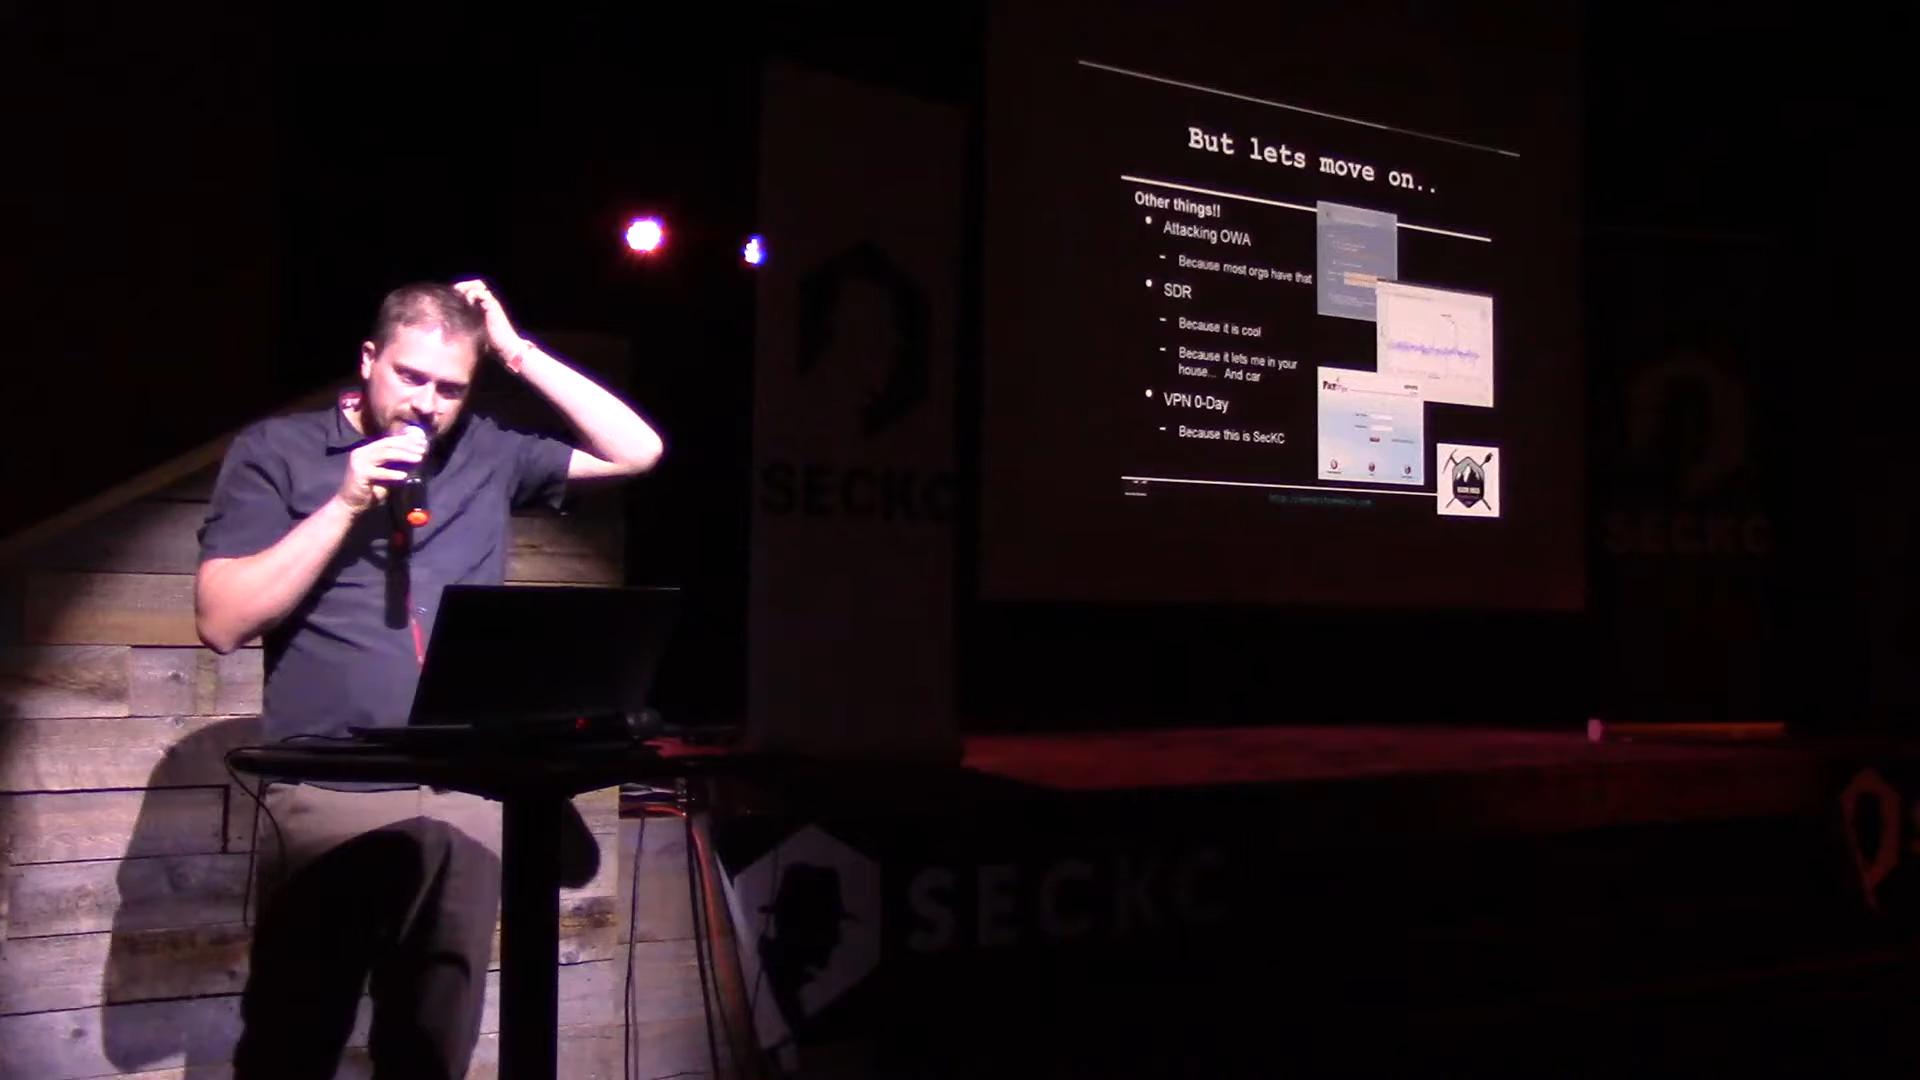 But lets move on..
Other things!!
• Attacking OWA
– Because most orgs have that
• SDR
– Because it is cool
– Because it lets me in your
house... And car
• VPN 0-Day
– Because this is SecKC
SECKC
SECKC
SECKC